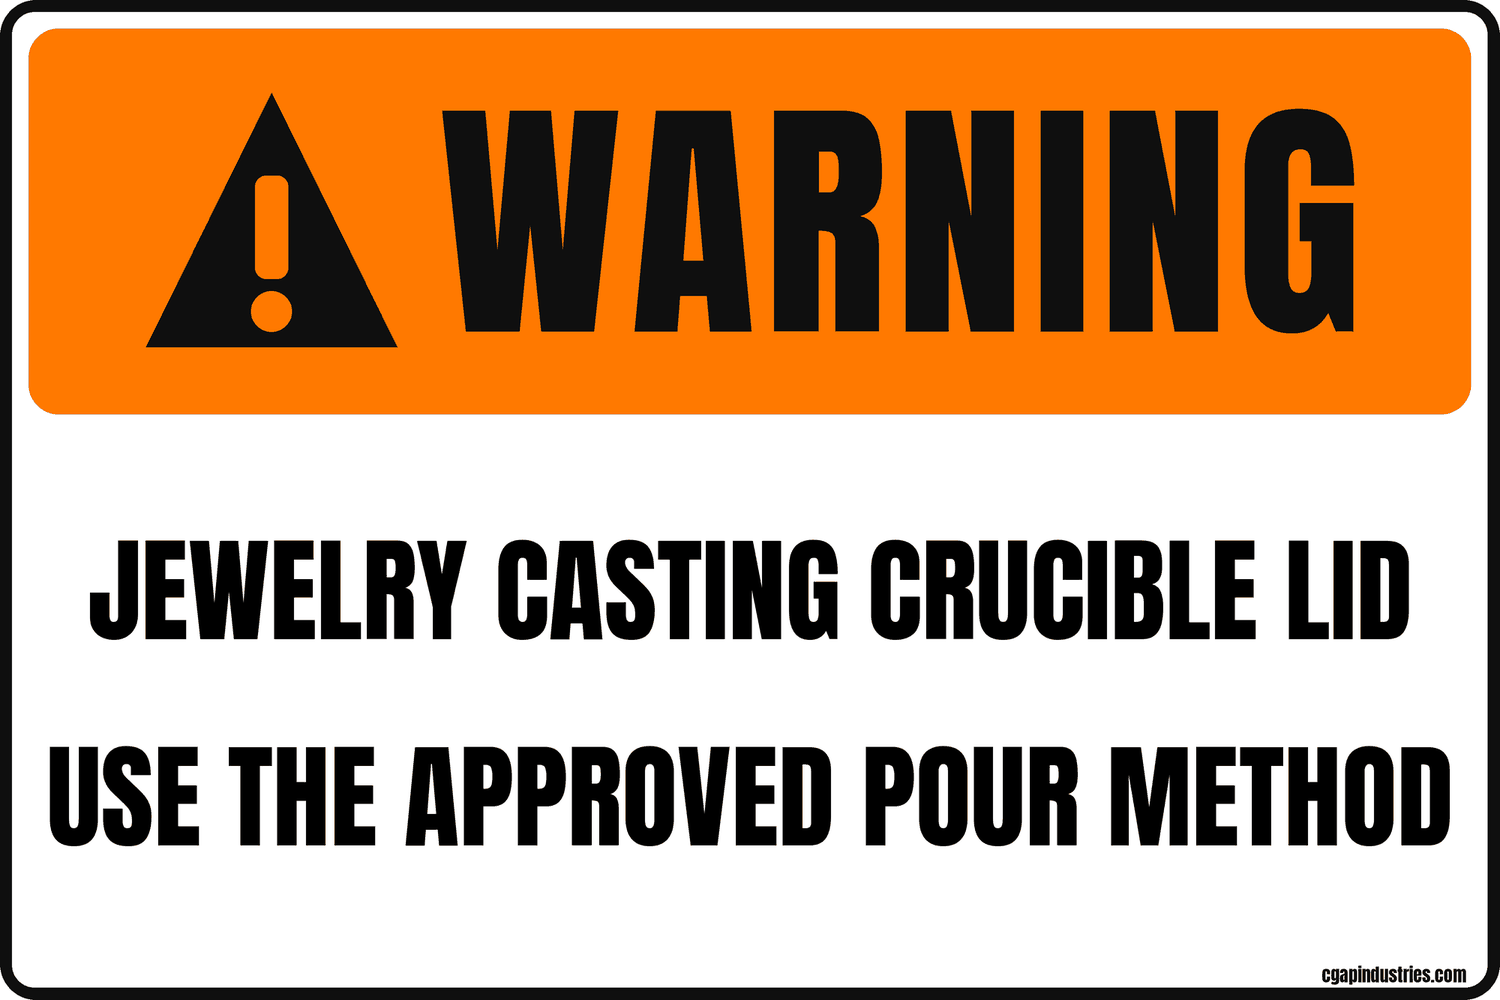 WARNING
JEWELRY CASTING CRUCIBLE LID
USE THE APPROVED POUR METHOD
cgapindustries.com